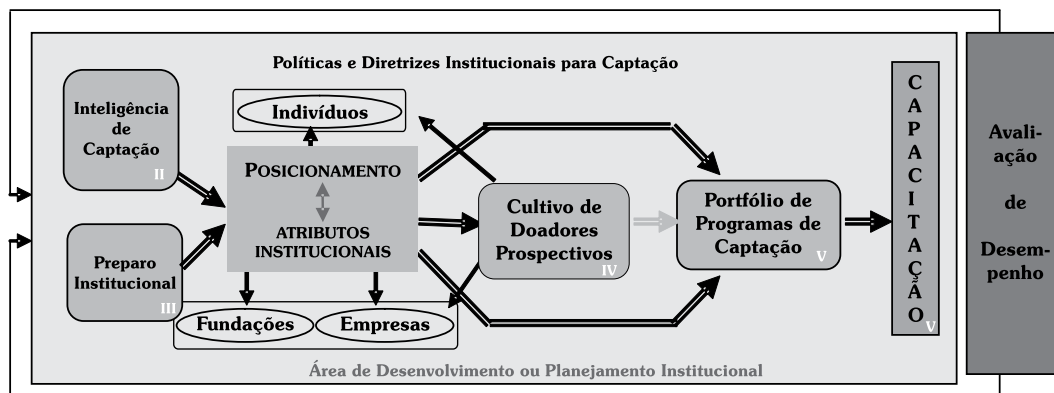 Políticas e Diretrizes Institucionais para Captação
Inteligência
de
Captação
II
Preparo
Institucional
III
Indivíduos
POSICIONAMENTO
ATRIBUTOS
INSTITUCIONAIS
Fundações
Empresas
Cultivo de
Doadores
Prospectivos
IV
Portfólio de
Programas de
Captação
V
CAPACITAÇÃO
V
Área de Desenvolvimento ou Planejamento Institucional
Avali-
ação
de
Desem-
penho